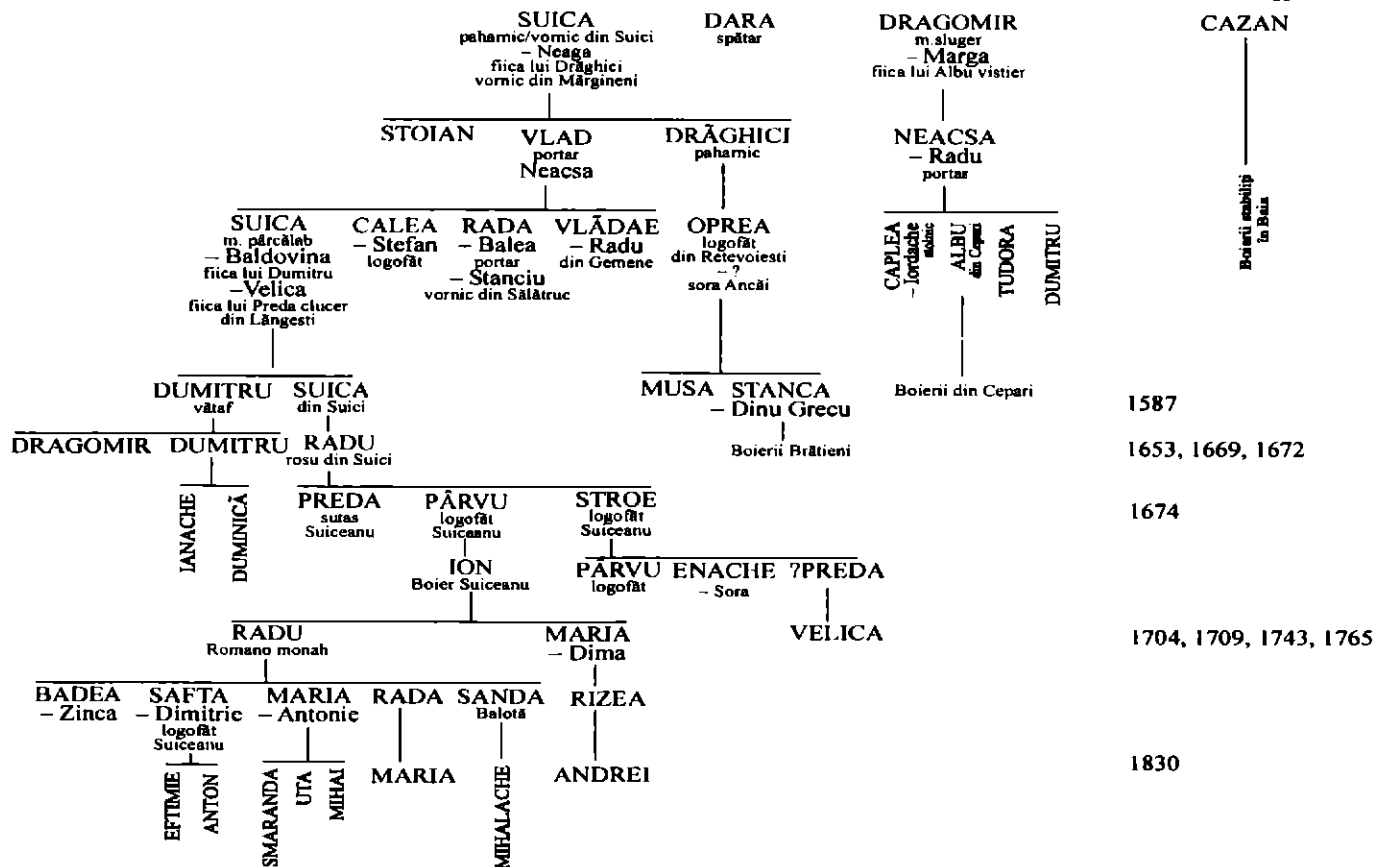 SUICA
paharnic/vornic din Suici
– Neaga
fiica lui Drăghici
vornic din Mărgineni
DARA
spătar
DRAGOMIR
m.sluger
– Marga
fiica lui Albu vistier
CAZAN
STOIAN
VLAD
portar
Neacsa
DRÃGHICI
paharnic
NEACSA
– Radu
portar
Boierii stabiliți
în Baia
SUICA
m. pârcălab
– Baldovina
fiica lui Dumitru
–Velica
fiica lui Preda clucer
din Lângesti
CALEA
– Stefan
logofăt
RADA
– Balea
portar
– Stanciu
vornic din Sălătruc
VLÃDAE
– Radu
din Gemene
OPREA
logofăt
din Retevoiesti
– ?
sora Ancăi
CAPLEA
– Iordache
stolnic
ALBU
din Cepari
TUDORA
DUMITRU
DUMITRU
vătaf
SUICA
din Suici
MUSA
STANCA
– Dinu Grecu
Boierii din Cepari
1587
DRAGOMIR
DUMITRU
RADU
rosu din Suici
Boierii Brătieni
1653, 1669, 1672
IANACHE
DUMINICÃ
PREDA
sutas
Suiceanu
PÂRVU
logofăt
Suiceanu
STROE
logofăt
Suiceanu
1674
ION
Boier Suiceanu
PÂRVU
logofăt
ENACHE
– Sora
?PREDA
RADU
Romano monah
MARIA
– Dima
VELICA
1704, 1709, 1743, 1765
BADEA
– Zinca
SAFTA
– Dimitrie
logofăt
Suiceanu
MARIA
– Antonie
RADA
SANDA
Balotă
RIZEA
EFTIMIE
ANTON
SMARANDA
UTA
MIHAI
MARIA
MIHALACHE
ANDREI
1830